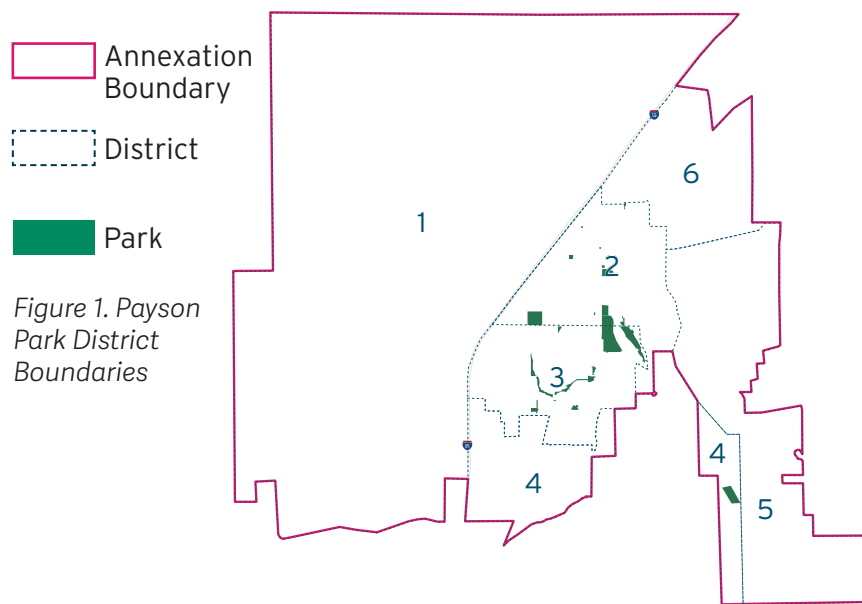 Annexation
Boundary
District
Park
Figure 1. Payson
Park District
Boundaries
1
6
2
3
4
4
5